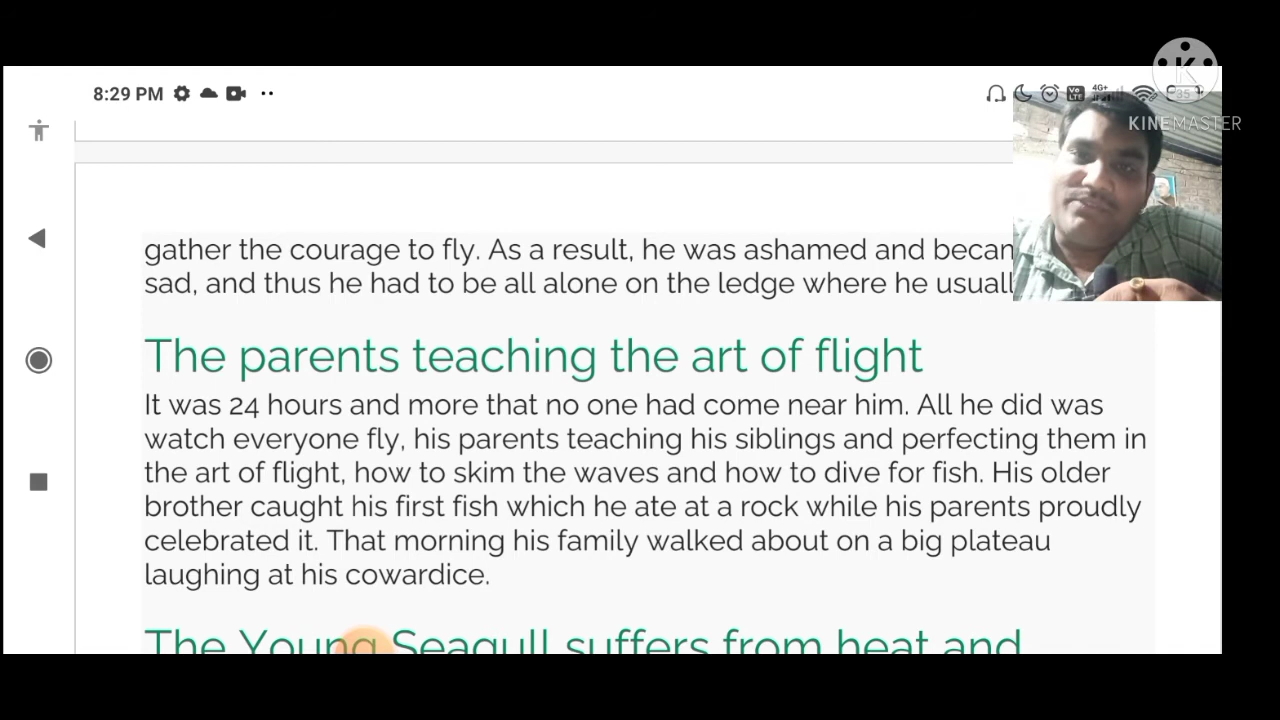 8:29 PM
Vo LTE 4G+ 35
K
KINEMASTER
gather the courage to fly. As a result, he was ashamed and becam
sad, and thus he had to be all alone on the ledge where he usuall
The parents teaching the art of flight
It was 24 hours and more that no one had come near him. All he did was
watch everyone fly, his parents teaching his siblings and perfecting them in
the art of flight, how to skim the waves and how to dive for fish. His older
brother caught his first fish which he ate at a rock while his parents proudly
celebrated it. That morning his family walked about on a big plateau
laughing at his cowardice.
The Young Seagull suffers from heat and